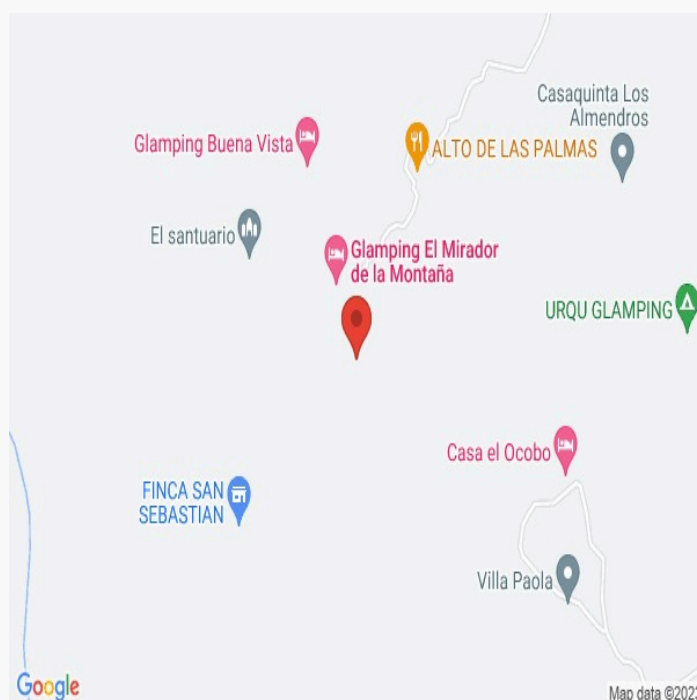 Casaquinta Los
Almendros
Glamping Buena Vista
ALTO DE LAS PALMAS
El santuario
Glamping El Mirador
de la Montaña
URQU GLAMPING
Casa el Ocobo
FINCA SAN
SEBASTIAN
Villa Paola
Google
Map data ©202